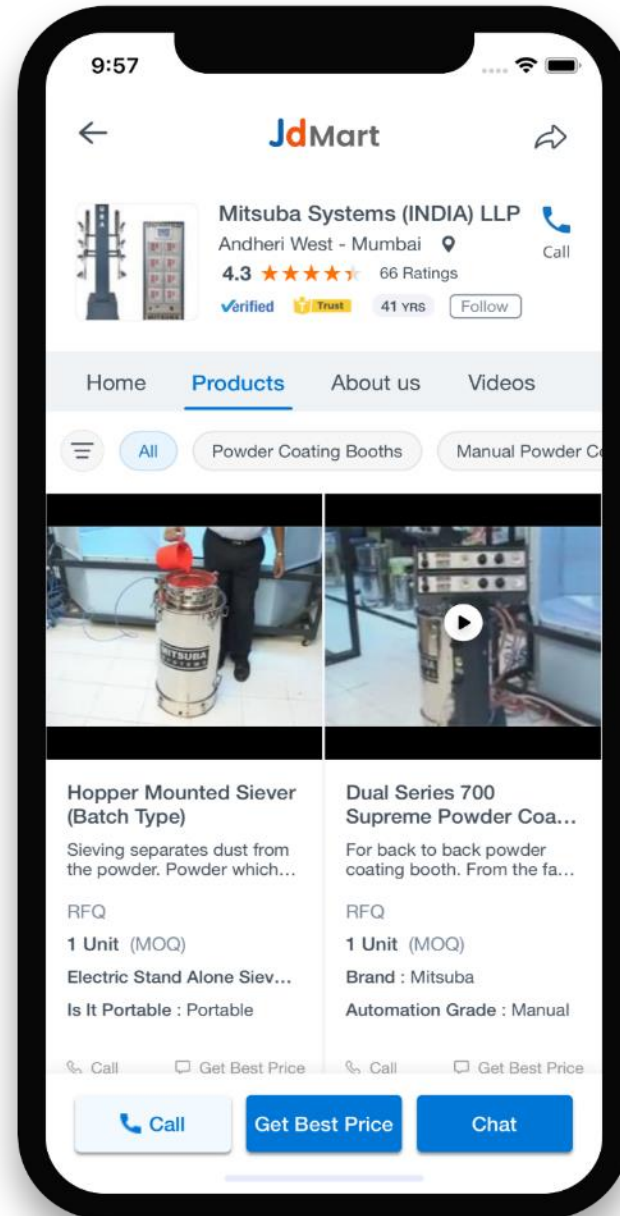 9:57
JdMart
Mitsuba Systems (INDIA) LLP
Andheri West - Mumbai
Call
4.3 66 Ratings
Verified Trust 41 YRS Follow
Home Products About us Videos
All Powder Coating Booths Manual Powder C
MITSUBA
SYSTEMS
Hopper Mounted Siever
(Batch Type)
Sieving separates dust from
the powder. Powder which...
RFQ
1 Unit (MOQ)
Electric Stand Alone Siev...
Is It Portable : Portable
Call Get Best Price
Dual Series 700
Supreme Powder Coa...
For back to back powder
coating booth. From the fa...
RFQ
1 Unit (MOQ)
Brand : Mitsuba
Automation Grade : Manual
Call Get Best Price
Call Get Best Price Chat